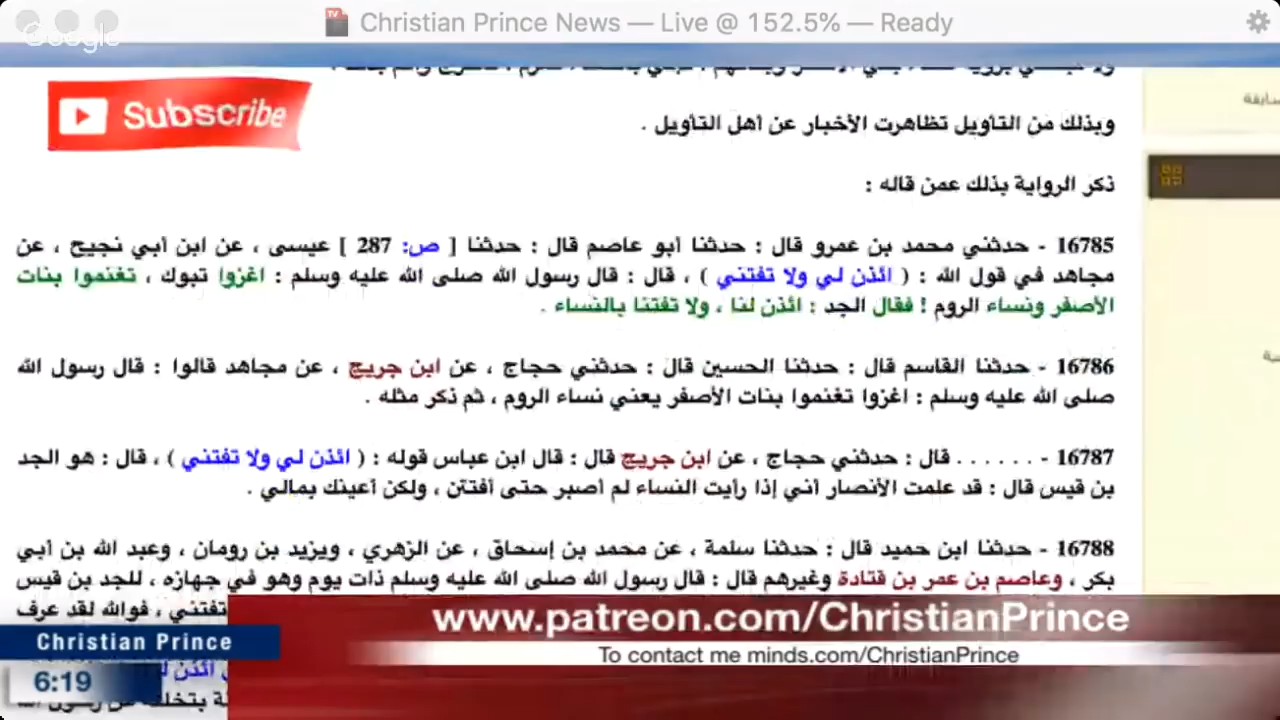 Christian Prince News — Live @ 152.5% — Ready
Google
Subscribe
وبذلك من التأويل تظاهرت الأخبار عن أهل التأويل .
ذكر الرواية بذلك عمن قاله :
16785 - حدثني محمد بن عمرو قال : حدثنا أبو عاصم قال : حدثنا [ ص: 287 ] عيسى ، عن ابن أبي نجيح ، عن
مجاهد في قول الله : ( ائذن لي ولا تفتني ) ، قال : قال رسول الله صلى الله عليه وسلم : اغزوا تبوك ، تغنموا بنات
الأصفر ونساء الروم ! فقال الجد : ائذن لنا ، ولا تفتنا بالنساء .
16786 - حدثنا القاسم قال : حدثنا الحسين قال : حدثني حجاج ، عن ابن جريج ، عن مجاهد قالوا : قال رسول الله
صلى الله عليه وسلم : اغزوا تغنموا بنات الأصفر يعني نساء الروم ، ثم ذكر مثله .
16787 - . . . . . . . قال : حدثني حجاج ، عن ابن جريج قال : قال ابن عباس قوله : ( ائذن لي ولا تفتني ) ، قال : هو الجد
بن قيس قال : قد علمت الأنصار أني إذا رأيت النساء لم أصبر حتى أفتتن ، ولكن أعينك بمالي .
16788 - حدثنا ابن حميد قال : حدثنا سلمة ، عن محمد بن إسحاق ، عن الزهري ، ويزيد بن رومان ، وعبد الله بن أبي
بكر ، وعاصم بن عمر بن قتادة وغيرهم قال : قال رسول الله صلى الله عليه وسلم ذات يوم وهو في جهازه ، للجد بن قيس
تفتني ، فوالله لقد عرف
www.patreon.com/ChristianPrince
Christian Prince
To contact me minds.com/ChristianPrince
6:19